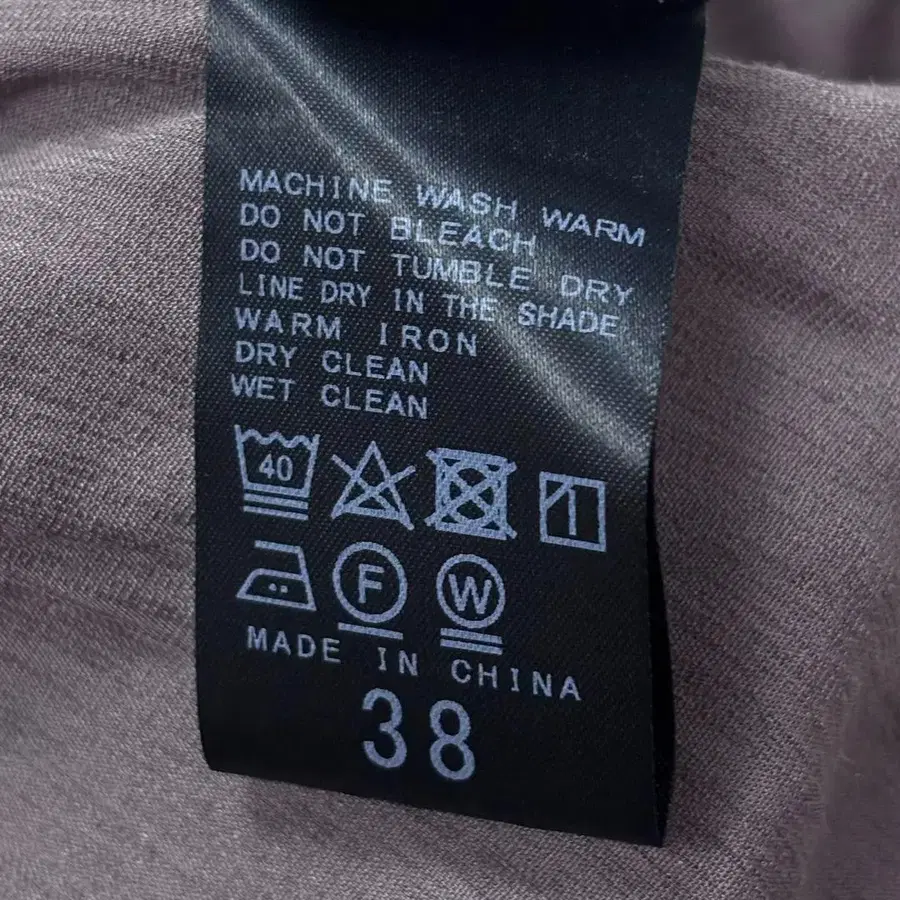 MACHINE WASH WARM
DO NOT BLEACH
DO NOT TUMBLE DRY
LINE DRY IN THE SHADE
WARM IRON
DRY CLEAN
WET CLEAN
40
F W
MADE IN CHINA
38